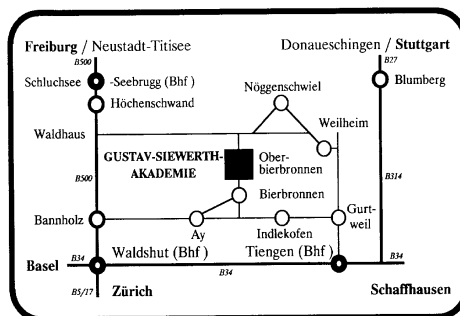 Freiburg / Neustadt-Titisee
Donaueschingen / Stuttgart
B500
B27
Schluchsee
-Seebrugg (Bhf)
Blumberg
Höchenschwand
Nöggenschwiel
Weilheim
Waldhaus
GUSTAV-SIEWERTH-
AKADEMIE
Ober-
bierbronnen
B500
B314
Bierbronnen
Bannholz
Gurt-
weil
Ay
Indlekofen
Waldshut (Bhf )
Tiengen (Bhf )
Basel
B34
B34
B34
B5/17
Zürich
Schaffhausen